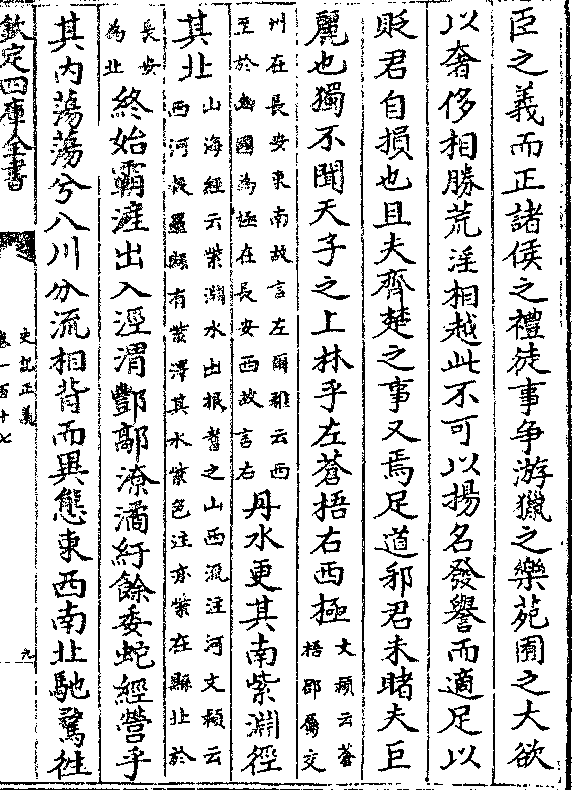 臣之義而正諸侯之禮徒事争游獵之樂苑囿之大欲
以奢侈相勝荒淫相越此不可以揚名發譽而適足以
貶君自損也且夫齊楚之事又焉足道邪君未睹夫巨
麗也獨不聞天子之上林乎左蒼梧右西極文穎云蒼梧郡屬交
州在長安東南故言左爾雅云西至於豳國為極在長安西故言右丹水更其南紫淵徑
其北山海經云紫淵水出根耆之山西流注河文穎云西河榖羅縣有紫澤其水紫色注亦紫在縣北於
長安為北終始霸滻出入涇渭酆鄗潦潏紆餘委蛇經營乎
其内蕩蕩兮八川分流相背而異態東西南北馳騖徃
欽定四庫全書
史記正義
卷一百十七
九